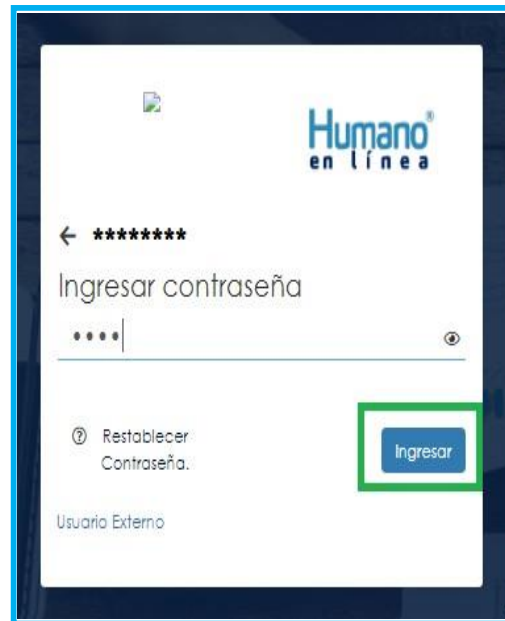 Humano®
en línea
← ********
Ingresar contraseña
••••
Restablecer
Contraseña.
Ingresar
Usuario Externo